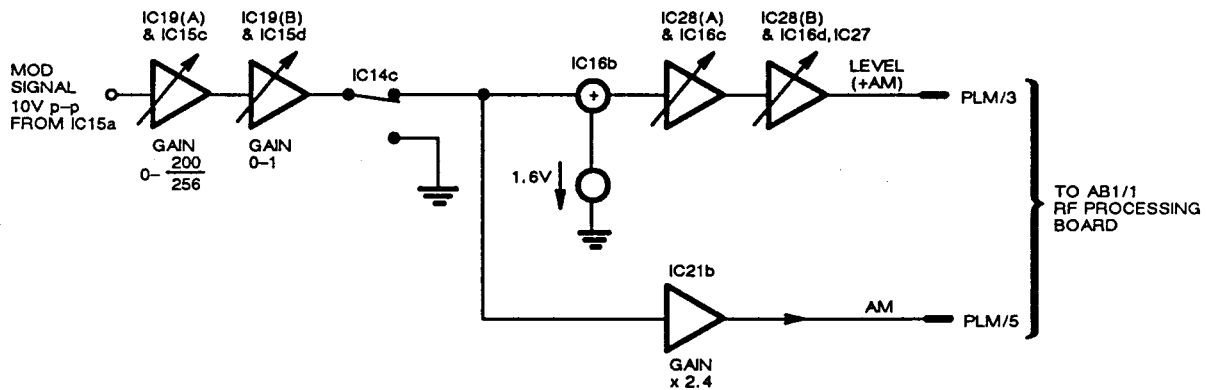 IC19(A)
& IC15c
IC19(B)
& IC15d
IC14c
IC16b
IC28(A)
& IC16c
IC28(B)
& IC16d, IC27
MOD
SIGNAL
10V p-p
FROM IC15a
LEVEL
(+AM)
PLM/3
GAIN
0- 200
256
GAIN
0-1
1.6V
TO AB1/1
RF PROCESSING
BOARD
IC21b
AM
PLM/5
GAIN
x 2.4